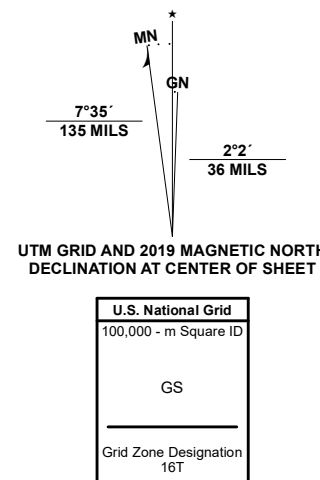 ★
MN
GN
7°35´
135 MILS
2°2´
36 MILS
UTM GRID AND 2019 MAGNETIC NORTH
DECLINATION AT CENTER OF SHEET
U.S. National Grid
100,000 - m Square ID
GS
Grid Zone Designation
16T